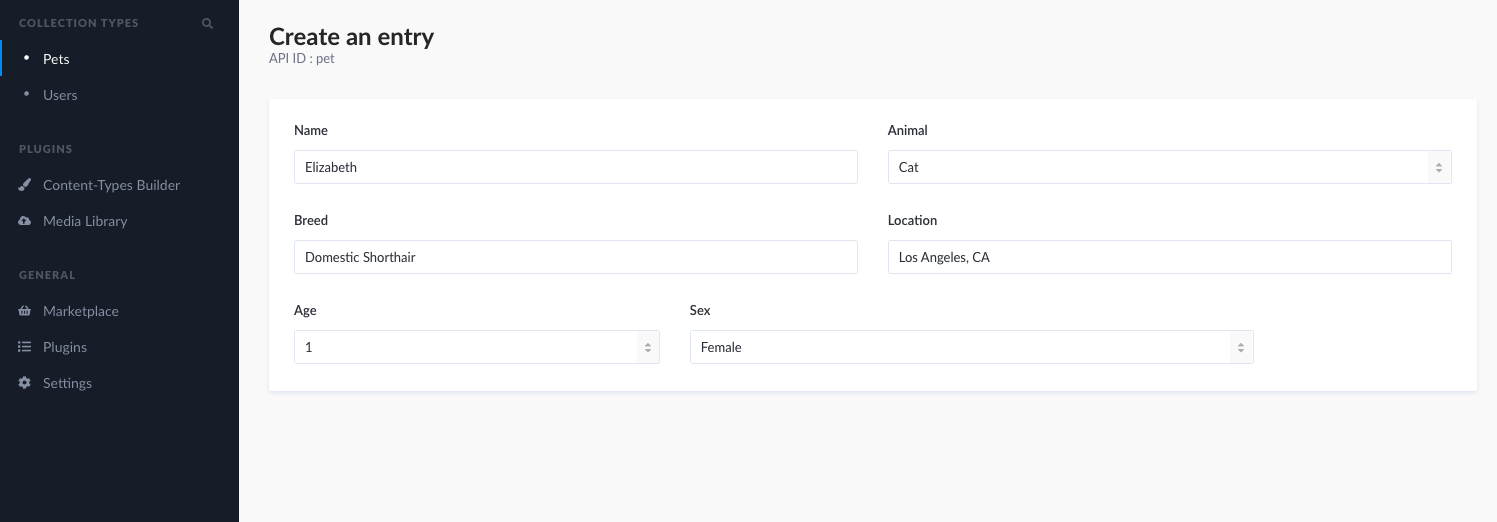 COLLECTION TYPES
Pets
Users
PLUGINS
Content-Types Builder
Media Library
GENERAL
Marketplace
Plugins
Settings
Create an entry
API ID : pet
Name
Animal
Elizabeth
Cat
Breed
Location
Domestic Shorthair
Los Angeles, CA
Age
Sex
1
Female